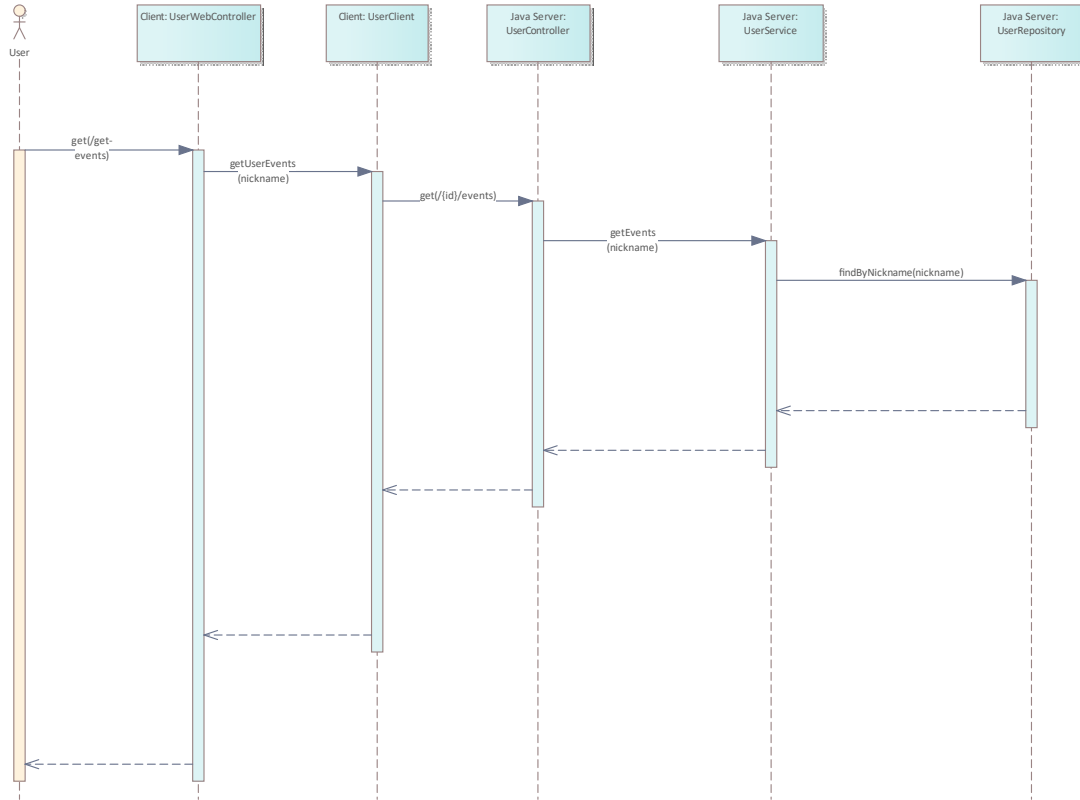 User
Client: UserWebController
Client: UserClient
Java Server:
UserController
Java Server:
UserService
Java Server:
UserRepository
get(/get-
events)
getUserEvents
(nickname)
get(/{id}/events)
getEvents
(nickname)
findByNickname(nickname)